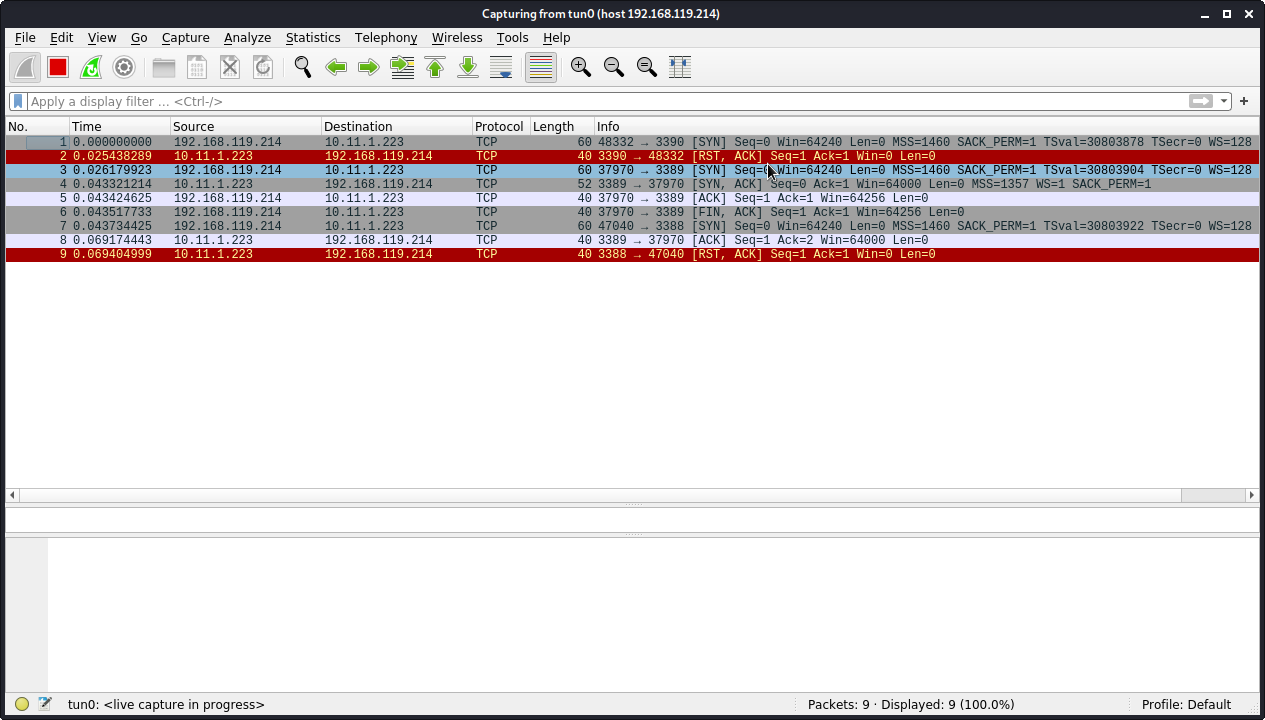 Capturing from tun0 (host 192.168.119.214)
File Edit View Go Capture Analyze Statistics Telephony Wireless Tools Help
Apply a display filter ... <Ctrl-/>
No. Time Source Destination Protocol Length Info
1 0.000000000 192.168.119.214 10.11.1.223 TCP 60 48332 → 3390 [SYN] Seq=0 Win=64240 Len=0 MSS=1460 SACK_PERM=1 TSval=30803878 TSecr=0 WS=128
2 0.025438289 10.11.1.223 192.168.119.214 TCP 40 3390 → 48332 [RST, ACK] Seq=1 Ack=1 Win=0 Len=0
3 0.026179923 192.168.119.214 10.11.1.223 TCP 60 37970 → 3389 [SYN] Seq=0 Win=64240 Len=0 MSS=1460 SACK_PERM=1 TSval=30803904 TSecr=0 WS=128
4 0.043321214 10.11.1.223 192.168.119.214 TCP 52 3389 → 37970 [SYN, ACK] Seq=0 Ack=1 Win=64000 Len=0 MSS=1357 WS=1 SACK_PERM=1
5 0.043424625 192.168.119.214 10.11.1.223 TCP 40 37970 → 3389 [ACK] Seq=1 Ack=1 Win=64256 Len=0
6 0.043517733 192.168.119.214 10.11.1.223 TCP 40 37970 → 3389 [FIN, ACK] Seq=1 Ack=1 Win=64256 Len=0
7 0.043734425 192.168.119.214 10.11.1.223 TCP 60 47040 → 3388 [SYN] Seq=0 Win=64240 Len=0 MSS=1460 SACK_PERM=1 TSval=30803922 TSecr=0 WS=128
8 0.069174443 10.11.1.223 192.168.119.214 TCP 40 3389 → 37970 [ACK] Seq=1 Ack=2 Win=64000 Len=0
9 0.069404999 10.11.1.223 192.168.119.214 TCP 40 3388 → 47040 [RST, ACK] Seq=1 Ack=1 Win=0 Len=0
tun0: <live capture in progress> Packets: 9 · Displayed: 9 (100.0%) Profile: Default